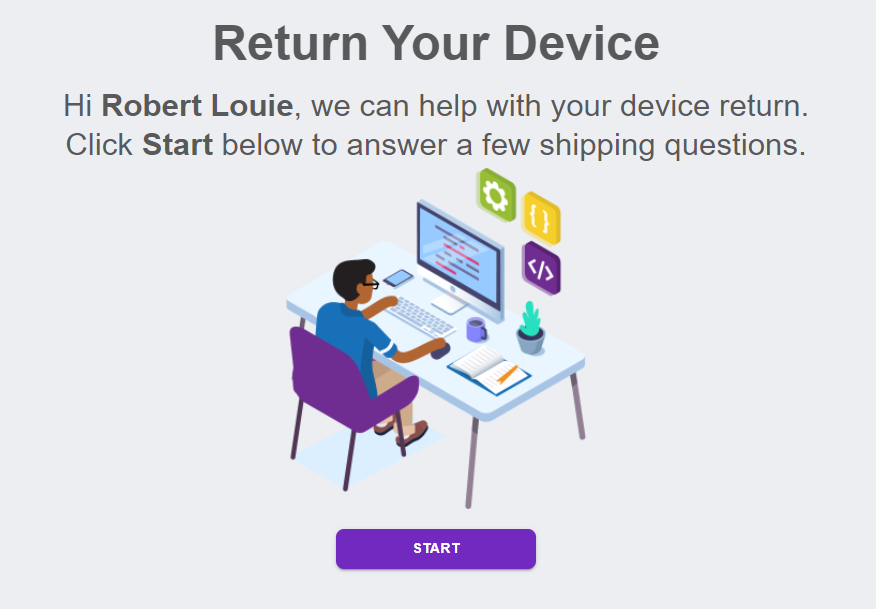 Return Your Device
Hi Robert Louie, we can help with your device return.
Click Start below to answer a few shipping questions.
{ }
</>
START